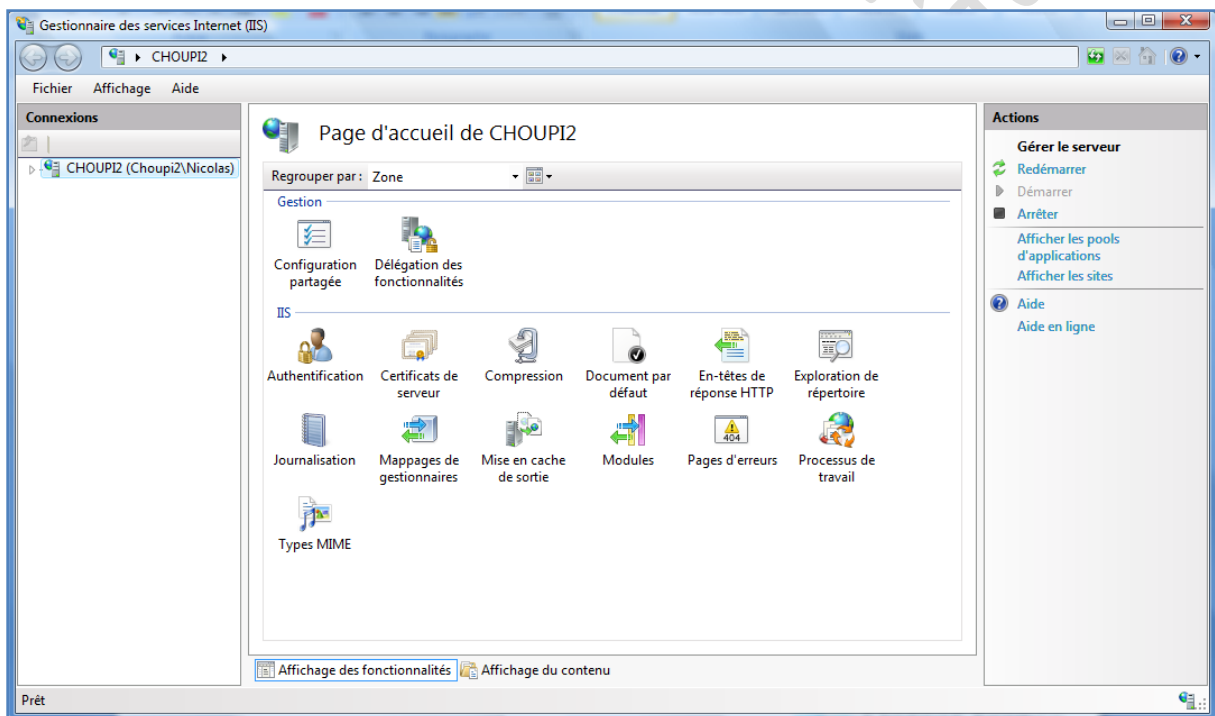 Gestionnaire des services Internet (IIS)
CHOUPI2
Fichier Affichage Aide
Connexions
CHOUPI2 (Choupi2\Nicolas)
Page d'accueil de CHOUPI2
Regrouper par : Zone
Gestion
Configuration partagée
Délégation des fonctionnalités
IIS
Authentification
Certificats de serveur
Compression
Document par défaut
En-têtes de réponse HTTP
Exploration de répertoire
Journalisation
Mappages de gestionnaires
Mise en cache de sortie
Modules
404
Pages d'erreurs
Processus de travail
Types MIME
Affichage des fonctionnalités
Affichage du contenu
Actions
Gérer le serveur
Redémarrer
Démarrer
Arrêter
Afficher les pools
d'applications
Afficher les sites
Aide
Aide en ligne
Prêt